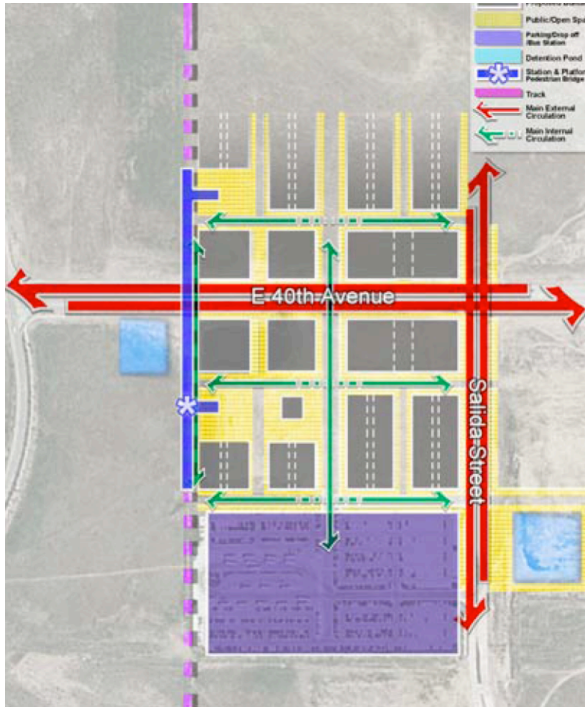 Public/Open Spa
Parking/Drop off
/Bus Station
Detention Pond
Station & Platform
Pedestrian Bridge
Track
Main External
Circulation
Main Internal
Circulation
E 40th Avenue
Salida Street